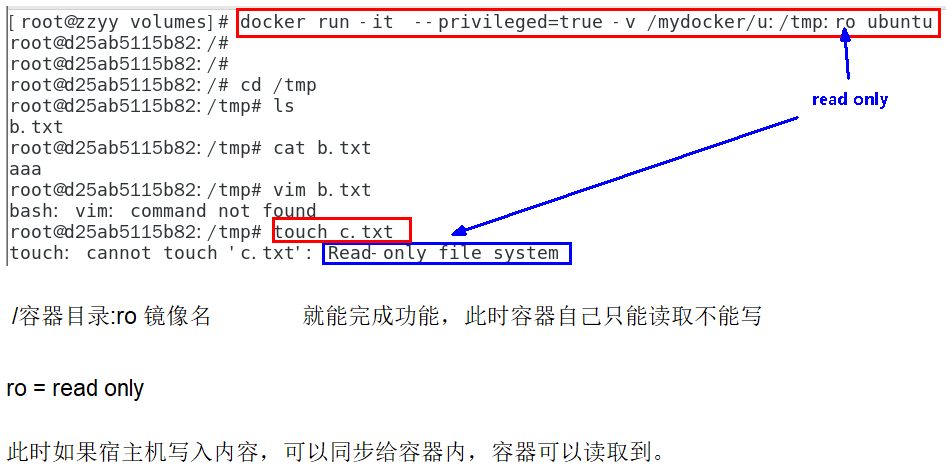 [root@zzyy volumes]# docker run -it --privileged=true -v /mydocker/u:/tmp:ro ubuntu
root@d25ab5115b82:/#
root@d25ab5115b82:/#
root@d25ab5115b82:/# cd /tmp
read only
root@d25ab5115b82:/tmp# ls
b.txt
root@d25ab5115b82:/tmp# cat b.txt
aaa
root@d25ab5115b82:/tmp# vim b.txt
bash: vim: command not found
root@d25ab5115b82:/tmp# touch c.txt
touch: cannot touch 'c.txt': Read-only file system
/容器目录:ro 镜像名 就能完成功能，此时容器自己只能读取不能写
ro = read only
此时如果宿主机写入内容，可以同步给容器内，容器可以读取到。